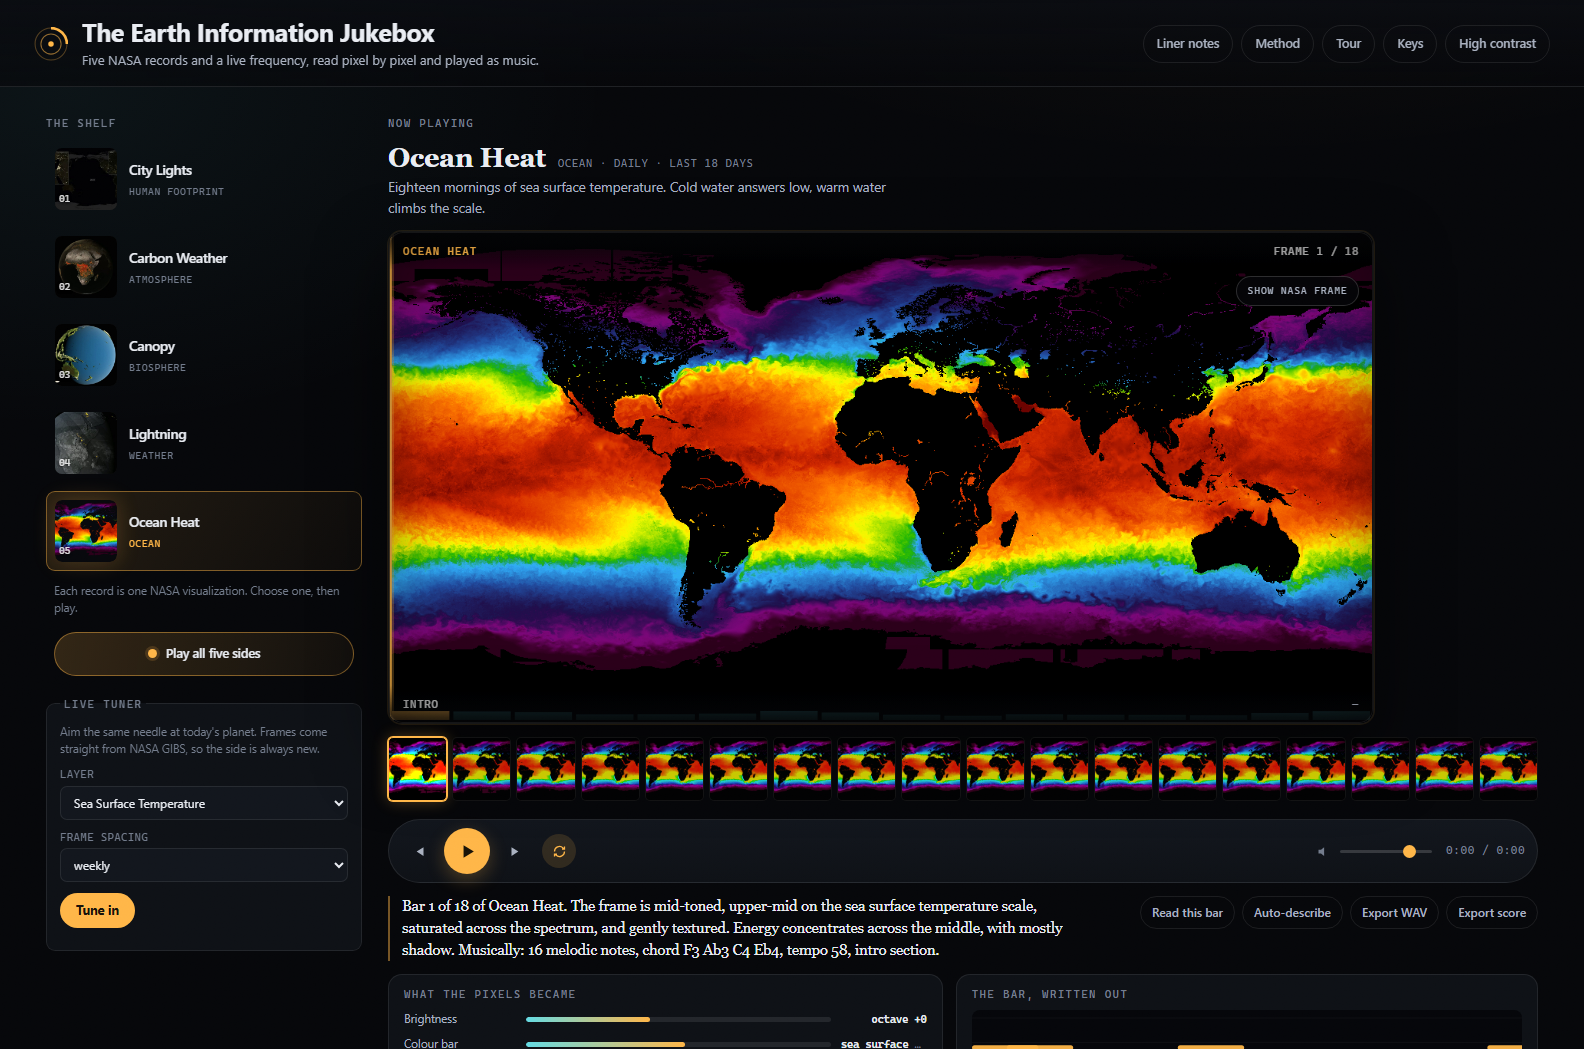 The Earth Information Jukebox
Five NASA records and a live frequency, read pixel by pixel and played as music.
Liner notes
Method
Tour
Keys
High contrast
THE SHELF
01
City Lights
HUMAN FOOTPRINT
02
Carbon Weather
ATMOSPHERE
03
Canopy
BIOSPHERE
04
Lightning
WEATHER
05
Ocean Heat
OCEAN
Each record is one NASA visualization. Choose one, then
play.
Play all five sides
LIVE TUNER
Aim the same needle at today's planet. Frames come
straight from NASA GIBS, so the side is always new.
LAYER
Sea Surface Temperature
FRAME SPACING
weekly
Tune in
NOW PLAYING
Ocean Heat OCEAN · DAILY · LAST 18 DAYS
Eighteen mornings of sea surface temperature. Cold water answers low, warm water
climbs the scale.
OCEAN HEAT
FRAME 1 / 18
SHOW NASA FRAME
INTRO
–
0:00 / 0:00
Bar 1 of 18 of Ocean Heat. The frame is mid-toned, upper-mid on the sea surface temperature scale,
saturated across the spectrum, and gently textured. Energy concentrates across the middle, with mostly
shadow. Musically: 16 melodic notes, chord F3 Ab3 C4 Eb4, tempo 58, intro section.
Read this bar
Auto-describe
Export WAV
Export score
WHAT THE PIXELS BECAME
Brightness
octave +0
Colour bar
sea surface …
THE BAR, WRITTEN OUT